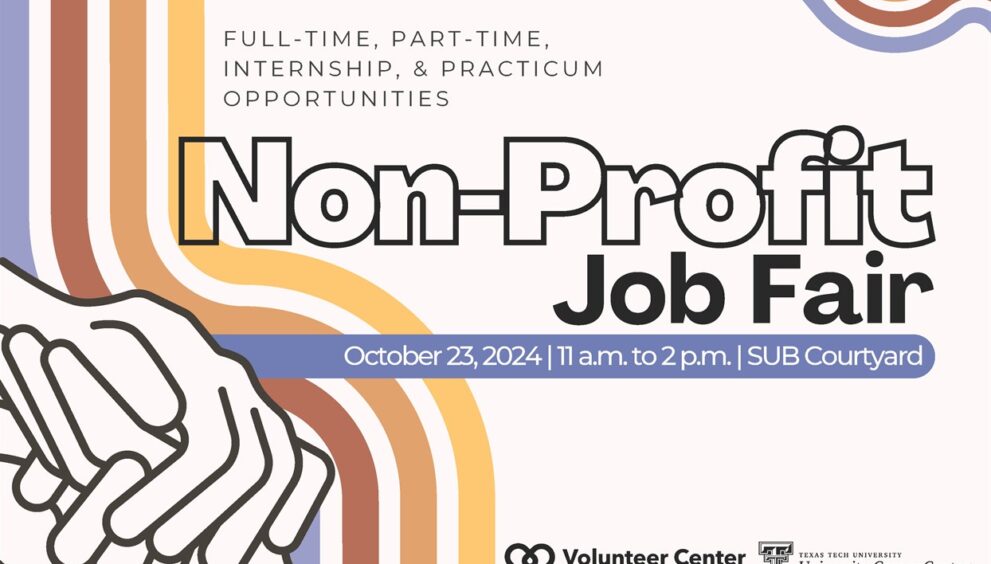 FULL-TIME, PART-TIME,
INTERNSHIP, & PRACTICUM
OPPORTUNITIES
Non-Profit
Job Fair
October 23, 2024 | 11 a.m. to 2 p.m. | SUB Courtyard
Volunteer Center
TEXAS TECH UNIVERSITY